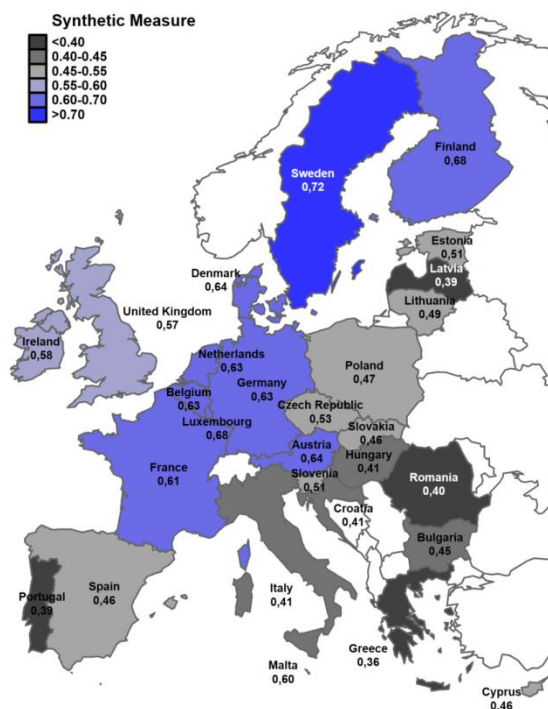 Synthetic Measure
<0.40
0.40-0.45
0.45-0.55
0.55-0.60
0.60-0.70
>0.70
Finland
0,68
Sweden
0,72
Estonia
0,51
Latvia
0,39
Denmark
0,64
Lithuania
0,49
United Kingdom
0,57
Ireland
0,58
Netherlands
0,63
Poland
0,47
Germany
0,63
Belgium
0,63
Czech Republic
0,53
Luxembourg
0,68
Slovakia
0,46
Austria
0,64
Hungary
0,41
France
0,61
Slovenia
0,51
Romania
0,40
Croatia
0,41
Bulgaria
0,45
Spain
0,46
Portugal
0,39
Italy
0,41
Greece
0,36
Malta
0,60
Cyprus
0,46